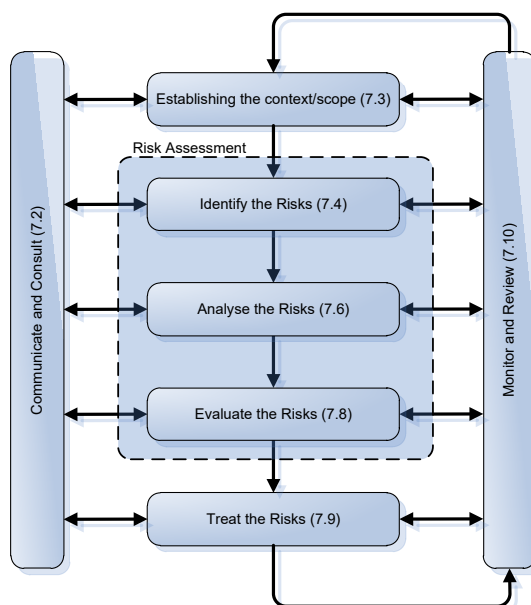 Establishing the context/scope (7.3)
Risk Assessment
Identify the Risks (7.4)
Analyse the Risks (7.6)
Evaluate the Risks (7.8)
Treat the Risks (7.9)
Communicate and Consult (7.2)
Monitor and Review (7.10)